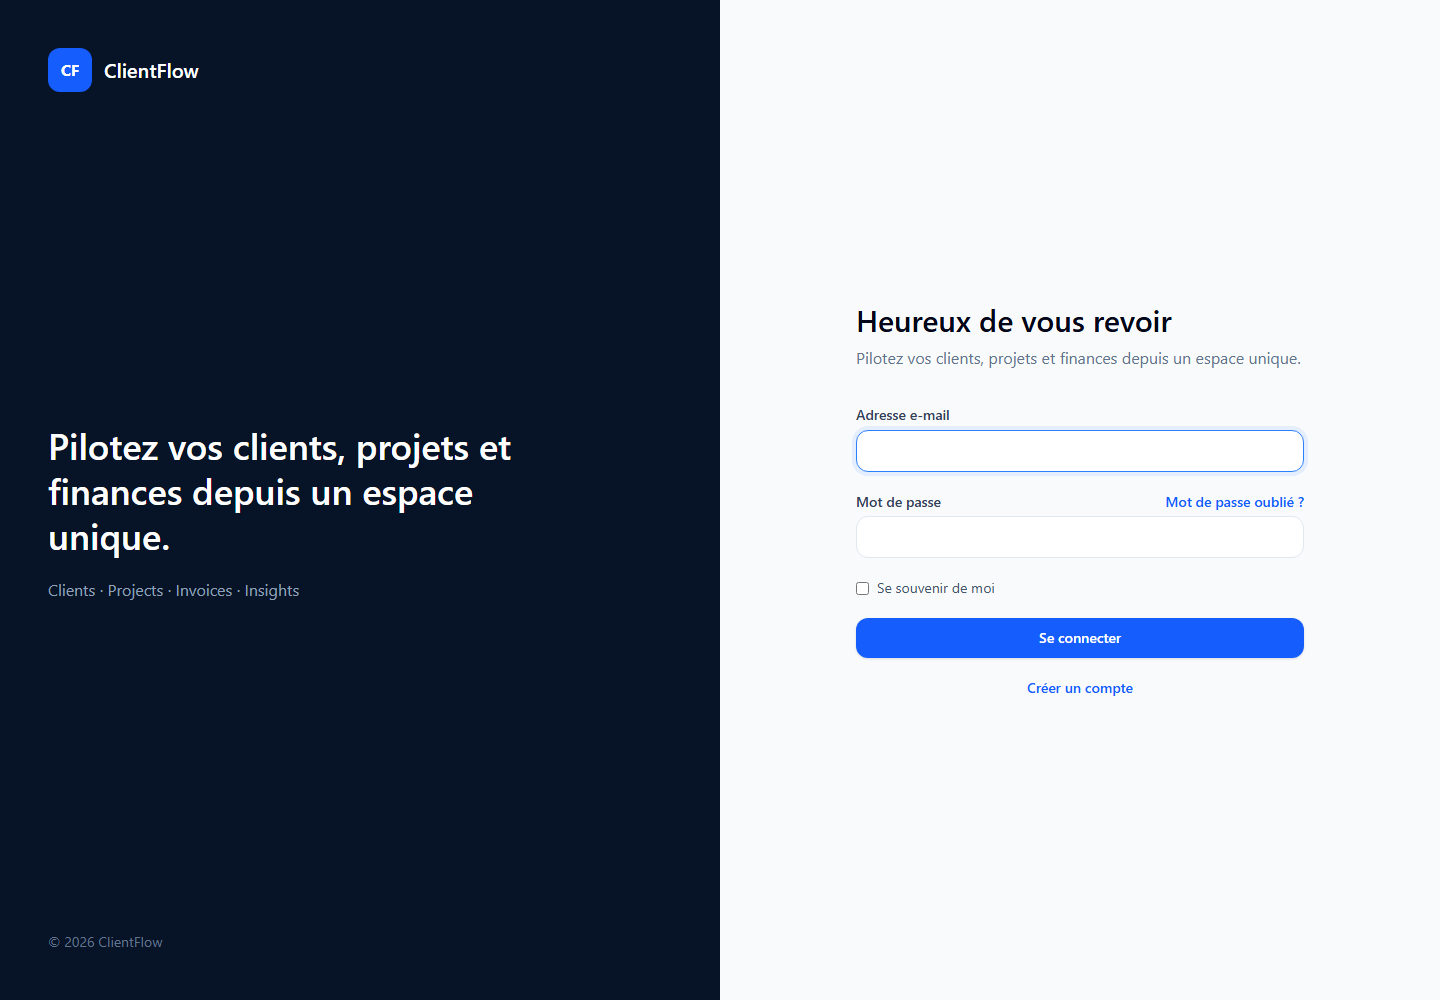 CF
ClientFlow
Pilotez vos clients, projets et
finances depuis un espace
unique.
Clients · Projects · Invoices · Insights
© 2026 ClientFlow
Heureux de vous revoir
Pilotez vos clients, projets et finances depuis un espace unique.
Adresse e-mail
Mot de passe
Mot de passe oublié ?
Se souvenir de moi
Se connecter
Créer un compte